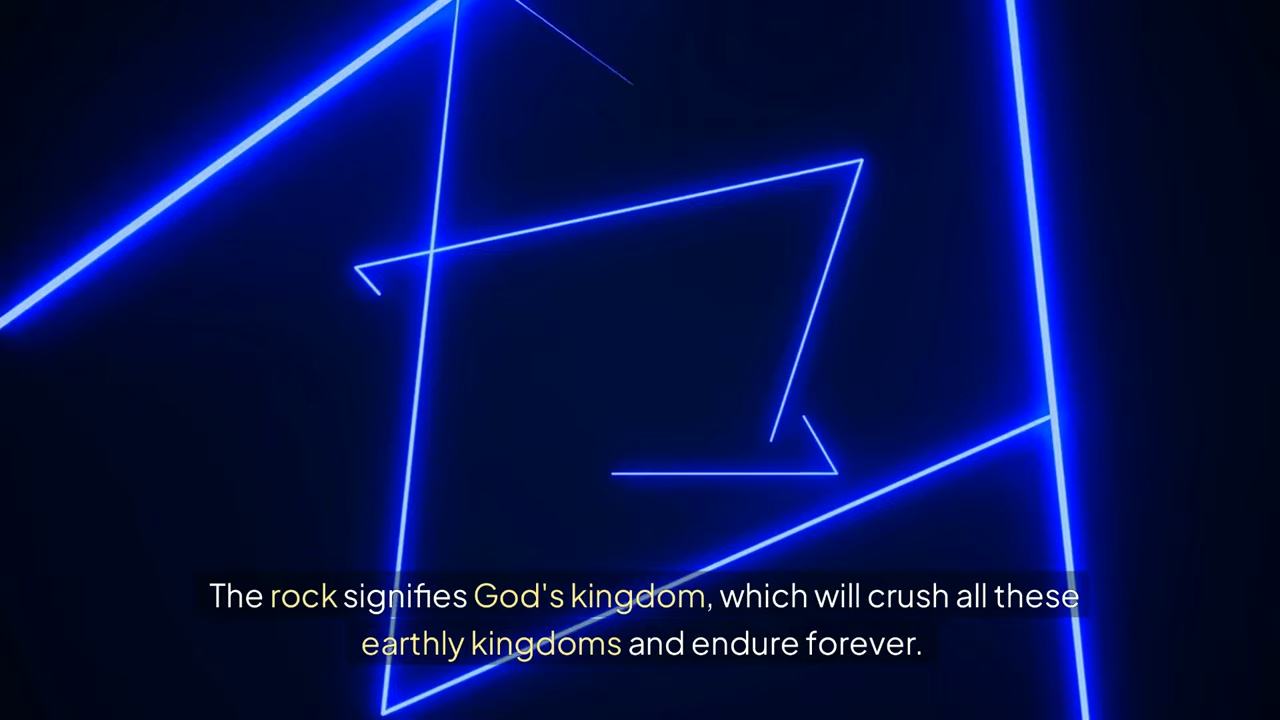 The rock signifies God's kingdom, which will crush all these
earthly kingdoms and endure forever.